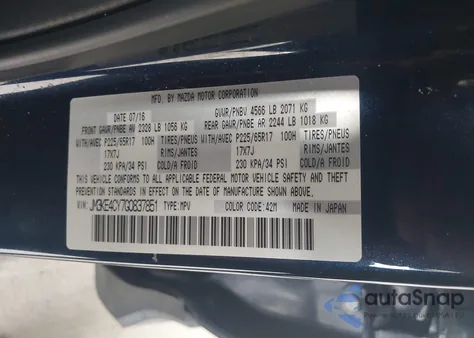 MFD. BY MAZDA MOTOR CORPORATION
DATE 07/16 GVWR/PNBV 4566 LB 2071 KG
FRONT GAWR/PNBE AV 2328 LB 1056 KG REAR GAWR/PNBE AR 2244 LB 1018 KG
WITH/AVEC P225/65R17 100H TIRES/PNEUS WITH/AVEC P225/65R17 100H TIRES/PNEUS
17X7J RIMS/JANTES 17X7J RIMS/JANTES
230 KPA/34 PSI COLD/A FROID 230 KPA/34 PSI COLD/A FROID
THIS VEHICLE CONFORMS TO ALL APPLICABLE FEDERAL MOTOR VEHICLE SAFETY AND THEFT
PREVENTION STANDARDS IN EFFECT ON THE DATE OF MANUFACTURE SHOWN ABOVE.
VIN: JM3KE4CY7G0837851 TYPE: MPV COLOR CODE: 42M MADE IN JAPAN
autoSnap